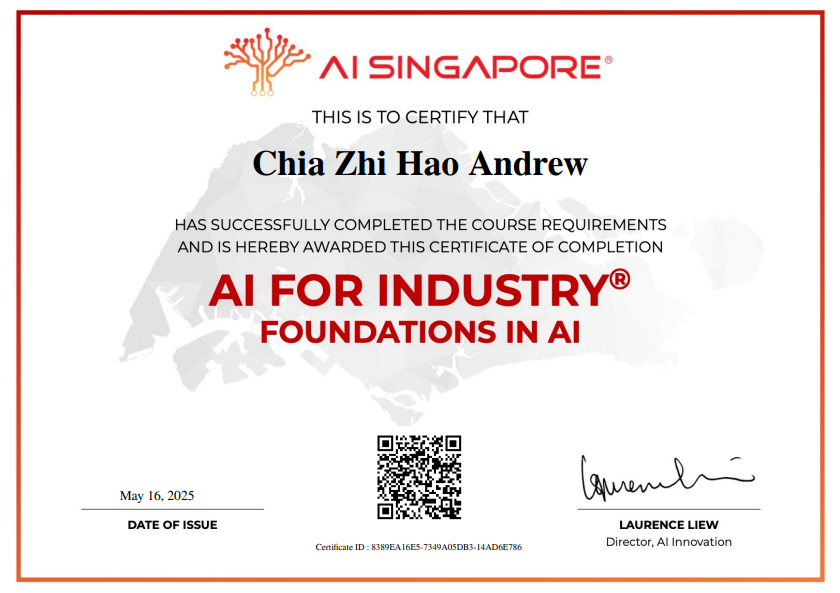 AI SINGAPORE®
THIS IS TO CERTIFY THAT
Chia Zhi Hao Andrew
HAS SUCCESSFULLY COMPLETED THE COURSE REQUIREMENTS
AND IS HEREBY AWARDED THIS CERTIFICATE OF COMPLETION
AI FOR INDUSTRY®
FOUNDATIONS IN AI
May 16, 2025
DATE OF ISSUE
Certificate ID : 8389EA16E5-7349A05DB3-14AD6E786
LAURENCE LIEW
Director, AI Innovation